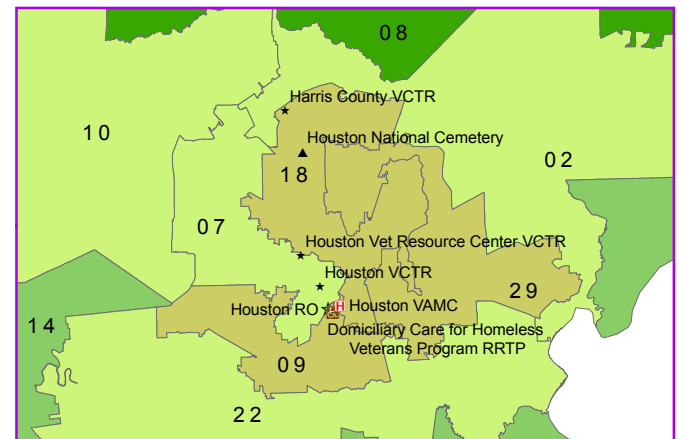 08
Harris County VCTR
10
Houston National Cemetery
02
18
07
Houston Vet Resource Center VCTR
Houston VCTR
29
Houston RO
H
Houston VAMC
14
Domiciliary Care for Homeless
Veterans Program RRTP
09
22